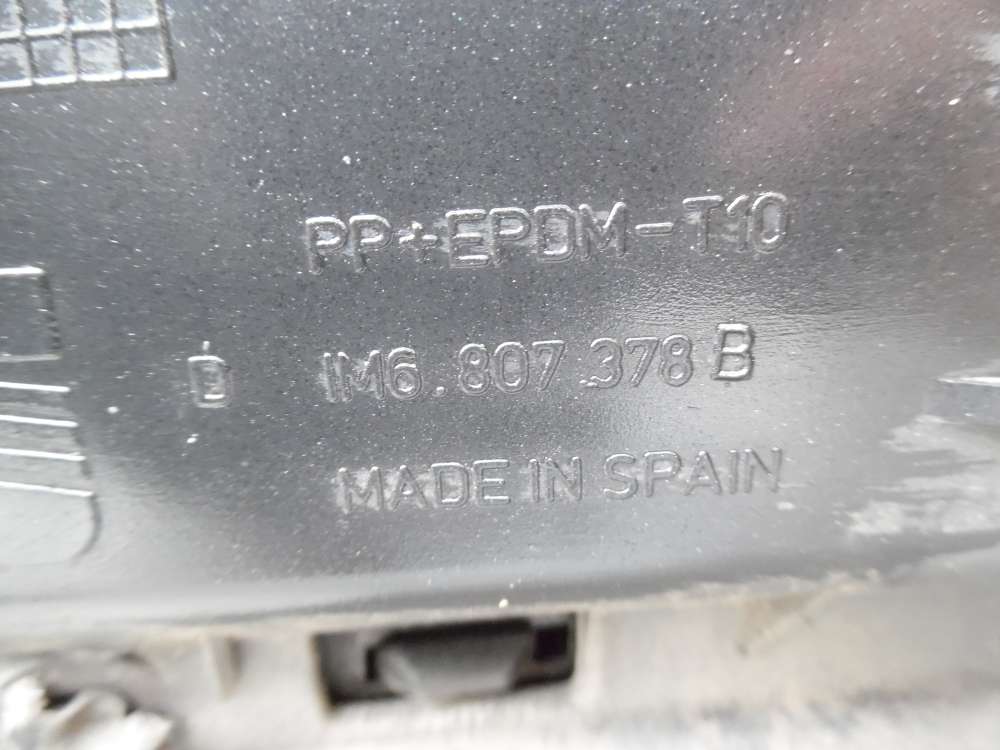 PP+EPDM-T10
D 1M6.807.378 B
MADE IN SPAIN